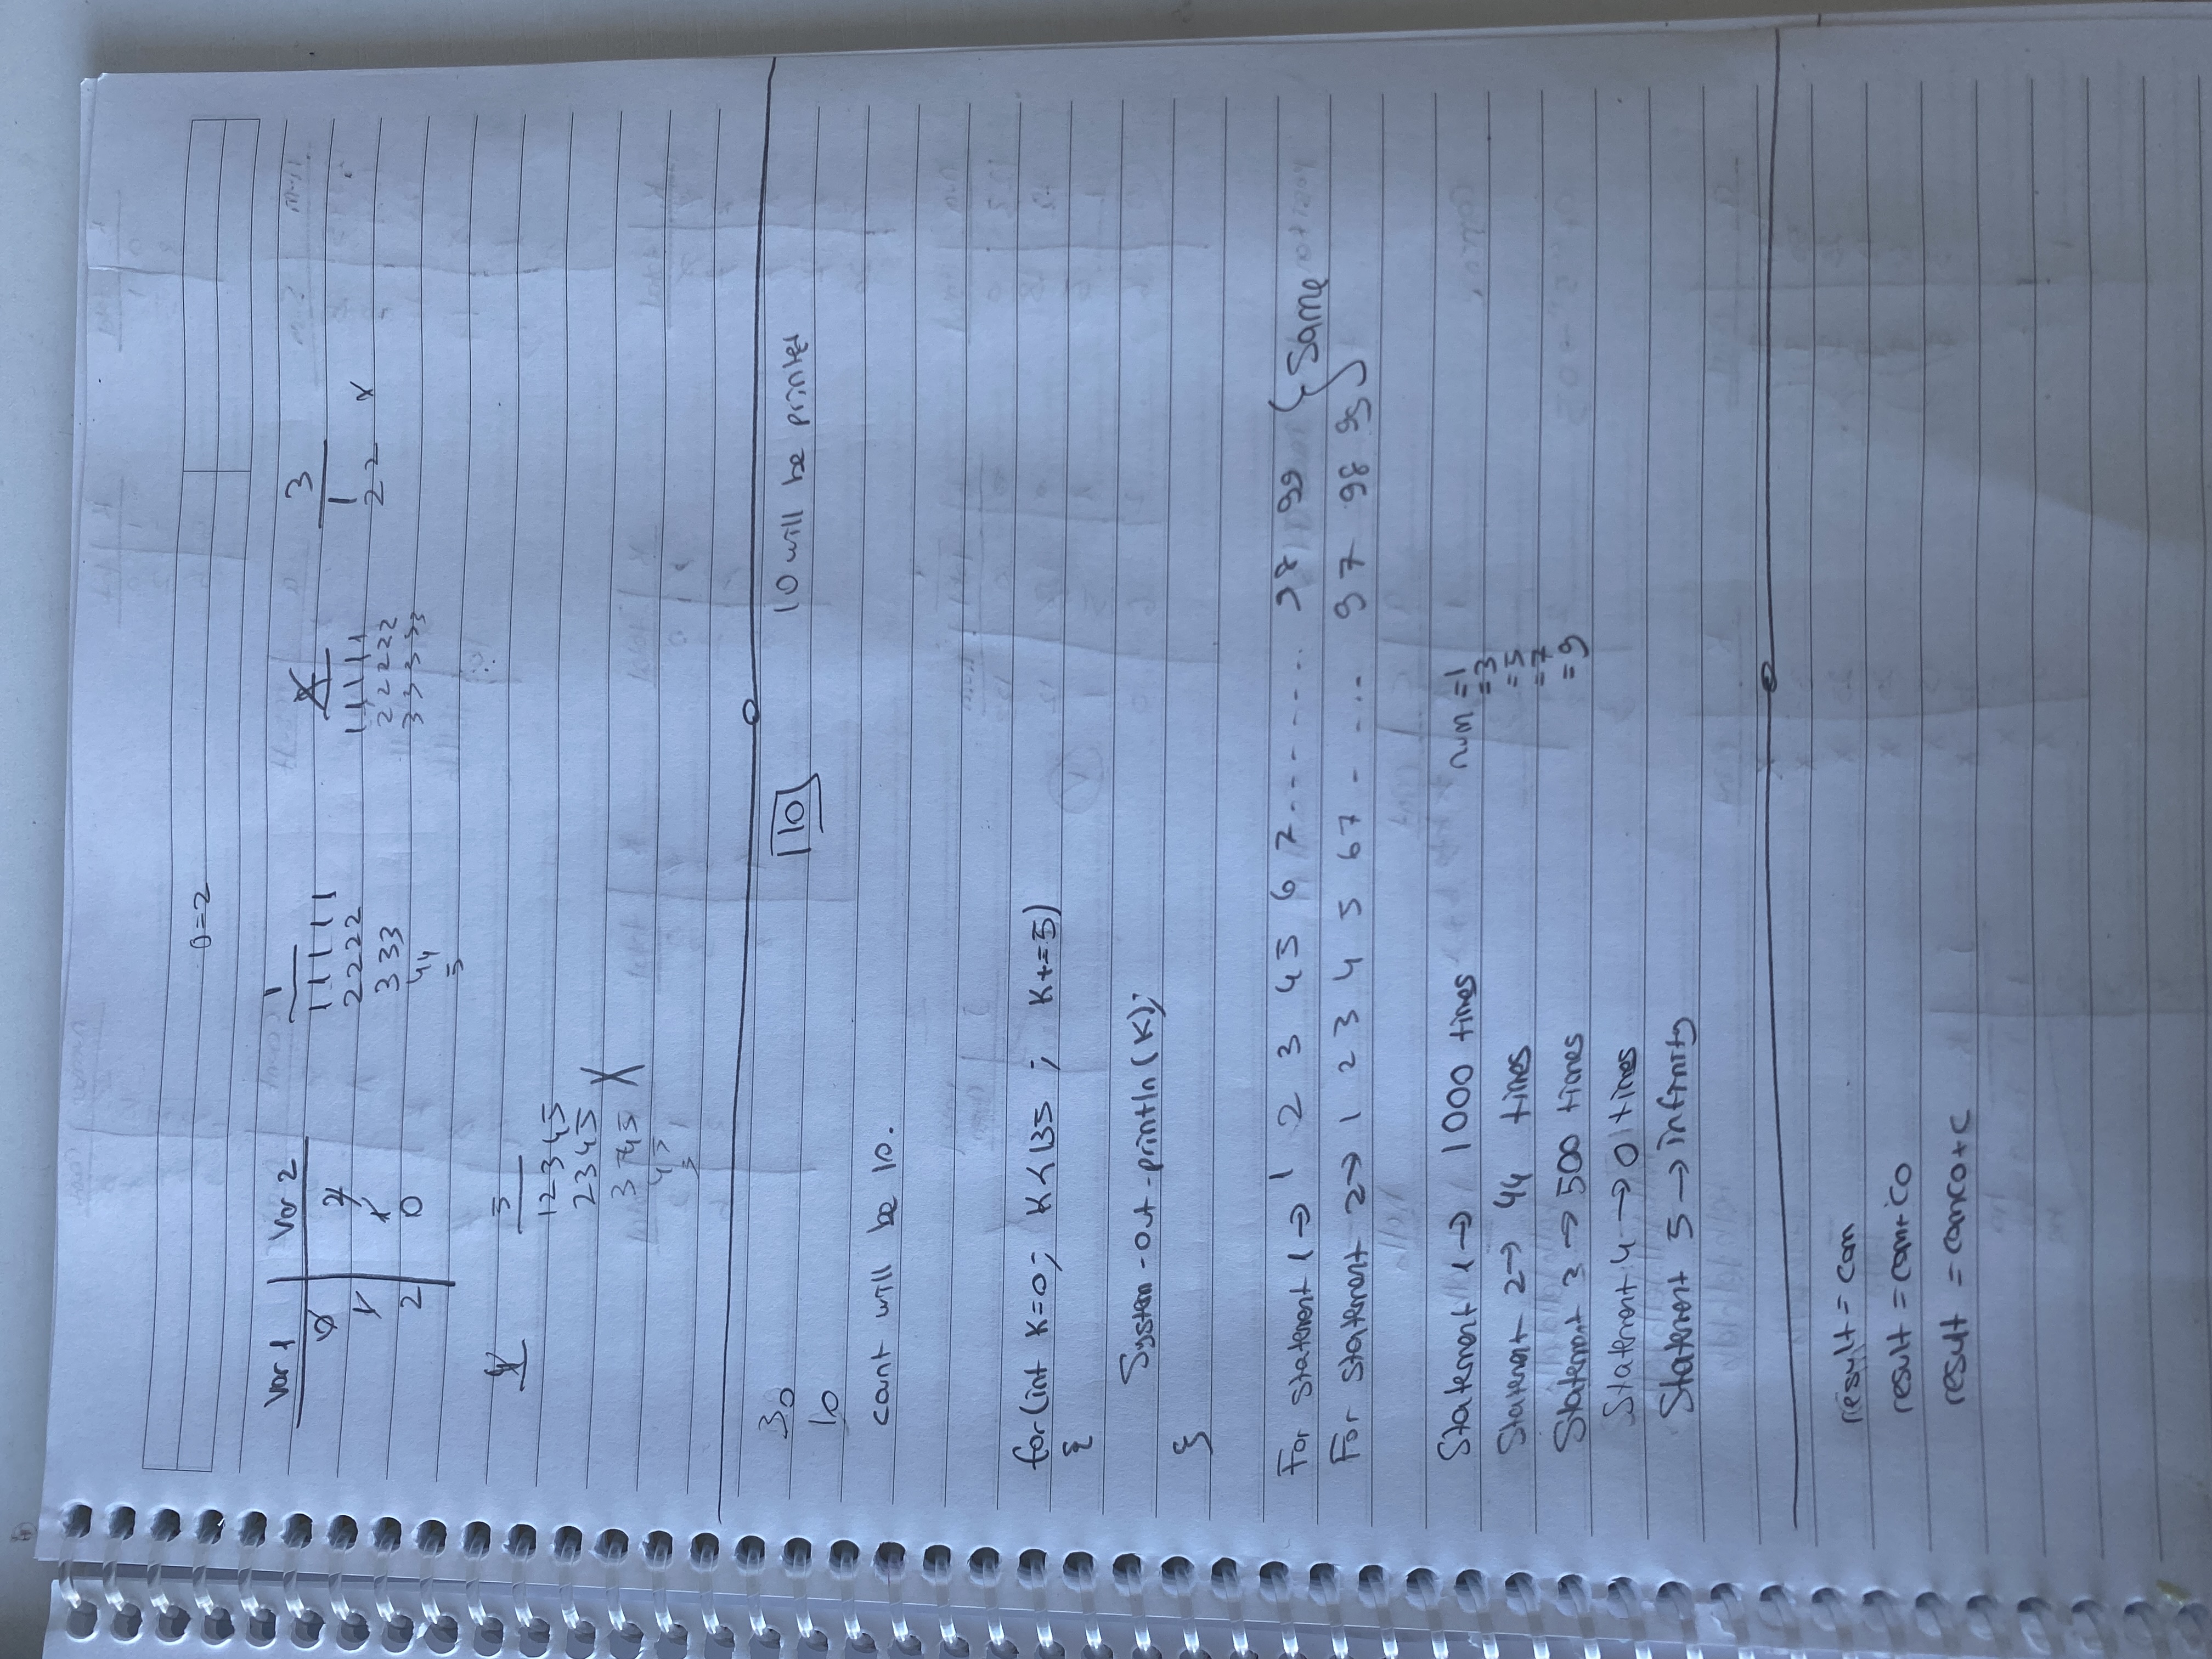 0=2
Var 1 Var 2
0 2
1 1
2 0
1
11111
2222
333
44
5
X
11111
22222
33333
3
1
22 X
4
5
12345
2345
345 X
45
5
30
10
10 will be printed
10
count will be 10.
for(int K=0; K<135 ; K+=5)
{
System.out.println(K);
}
For statement 1→ 1 2 3 4 5 6 7........ 98 99 } Same
For statement 2→ 1 2 3 4 5 6 7 ..... 97 98 99
Statement 1→ 1000 times num =1
=3
Statement 2→ 44 times =5
=7
Statement 3→ 500 times =9
Statement 4→ 0 times
Statement 5→ infinity
result = com
result = com+co
result = comco+c